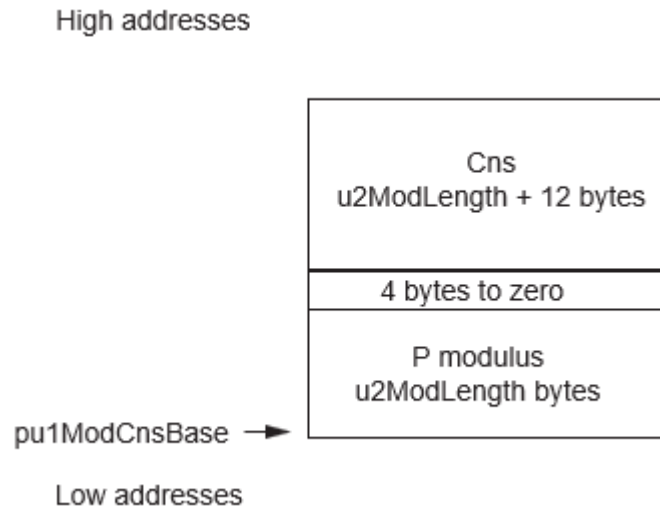 High addresses
Cns
u2ModLength + 12 bytes
4 bytes to zero
P modulus
u2ModLength bytes
pu1ModCnsBase
Low addresses